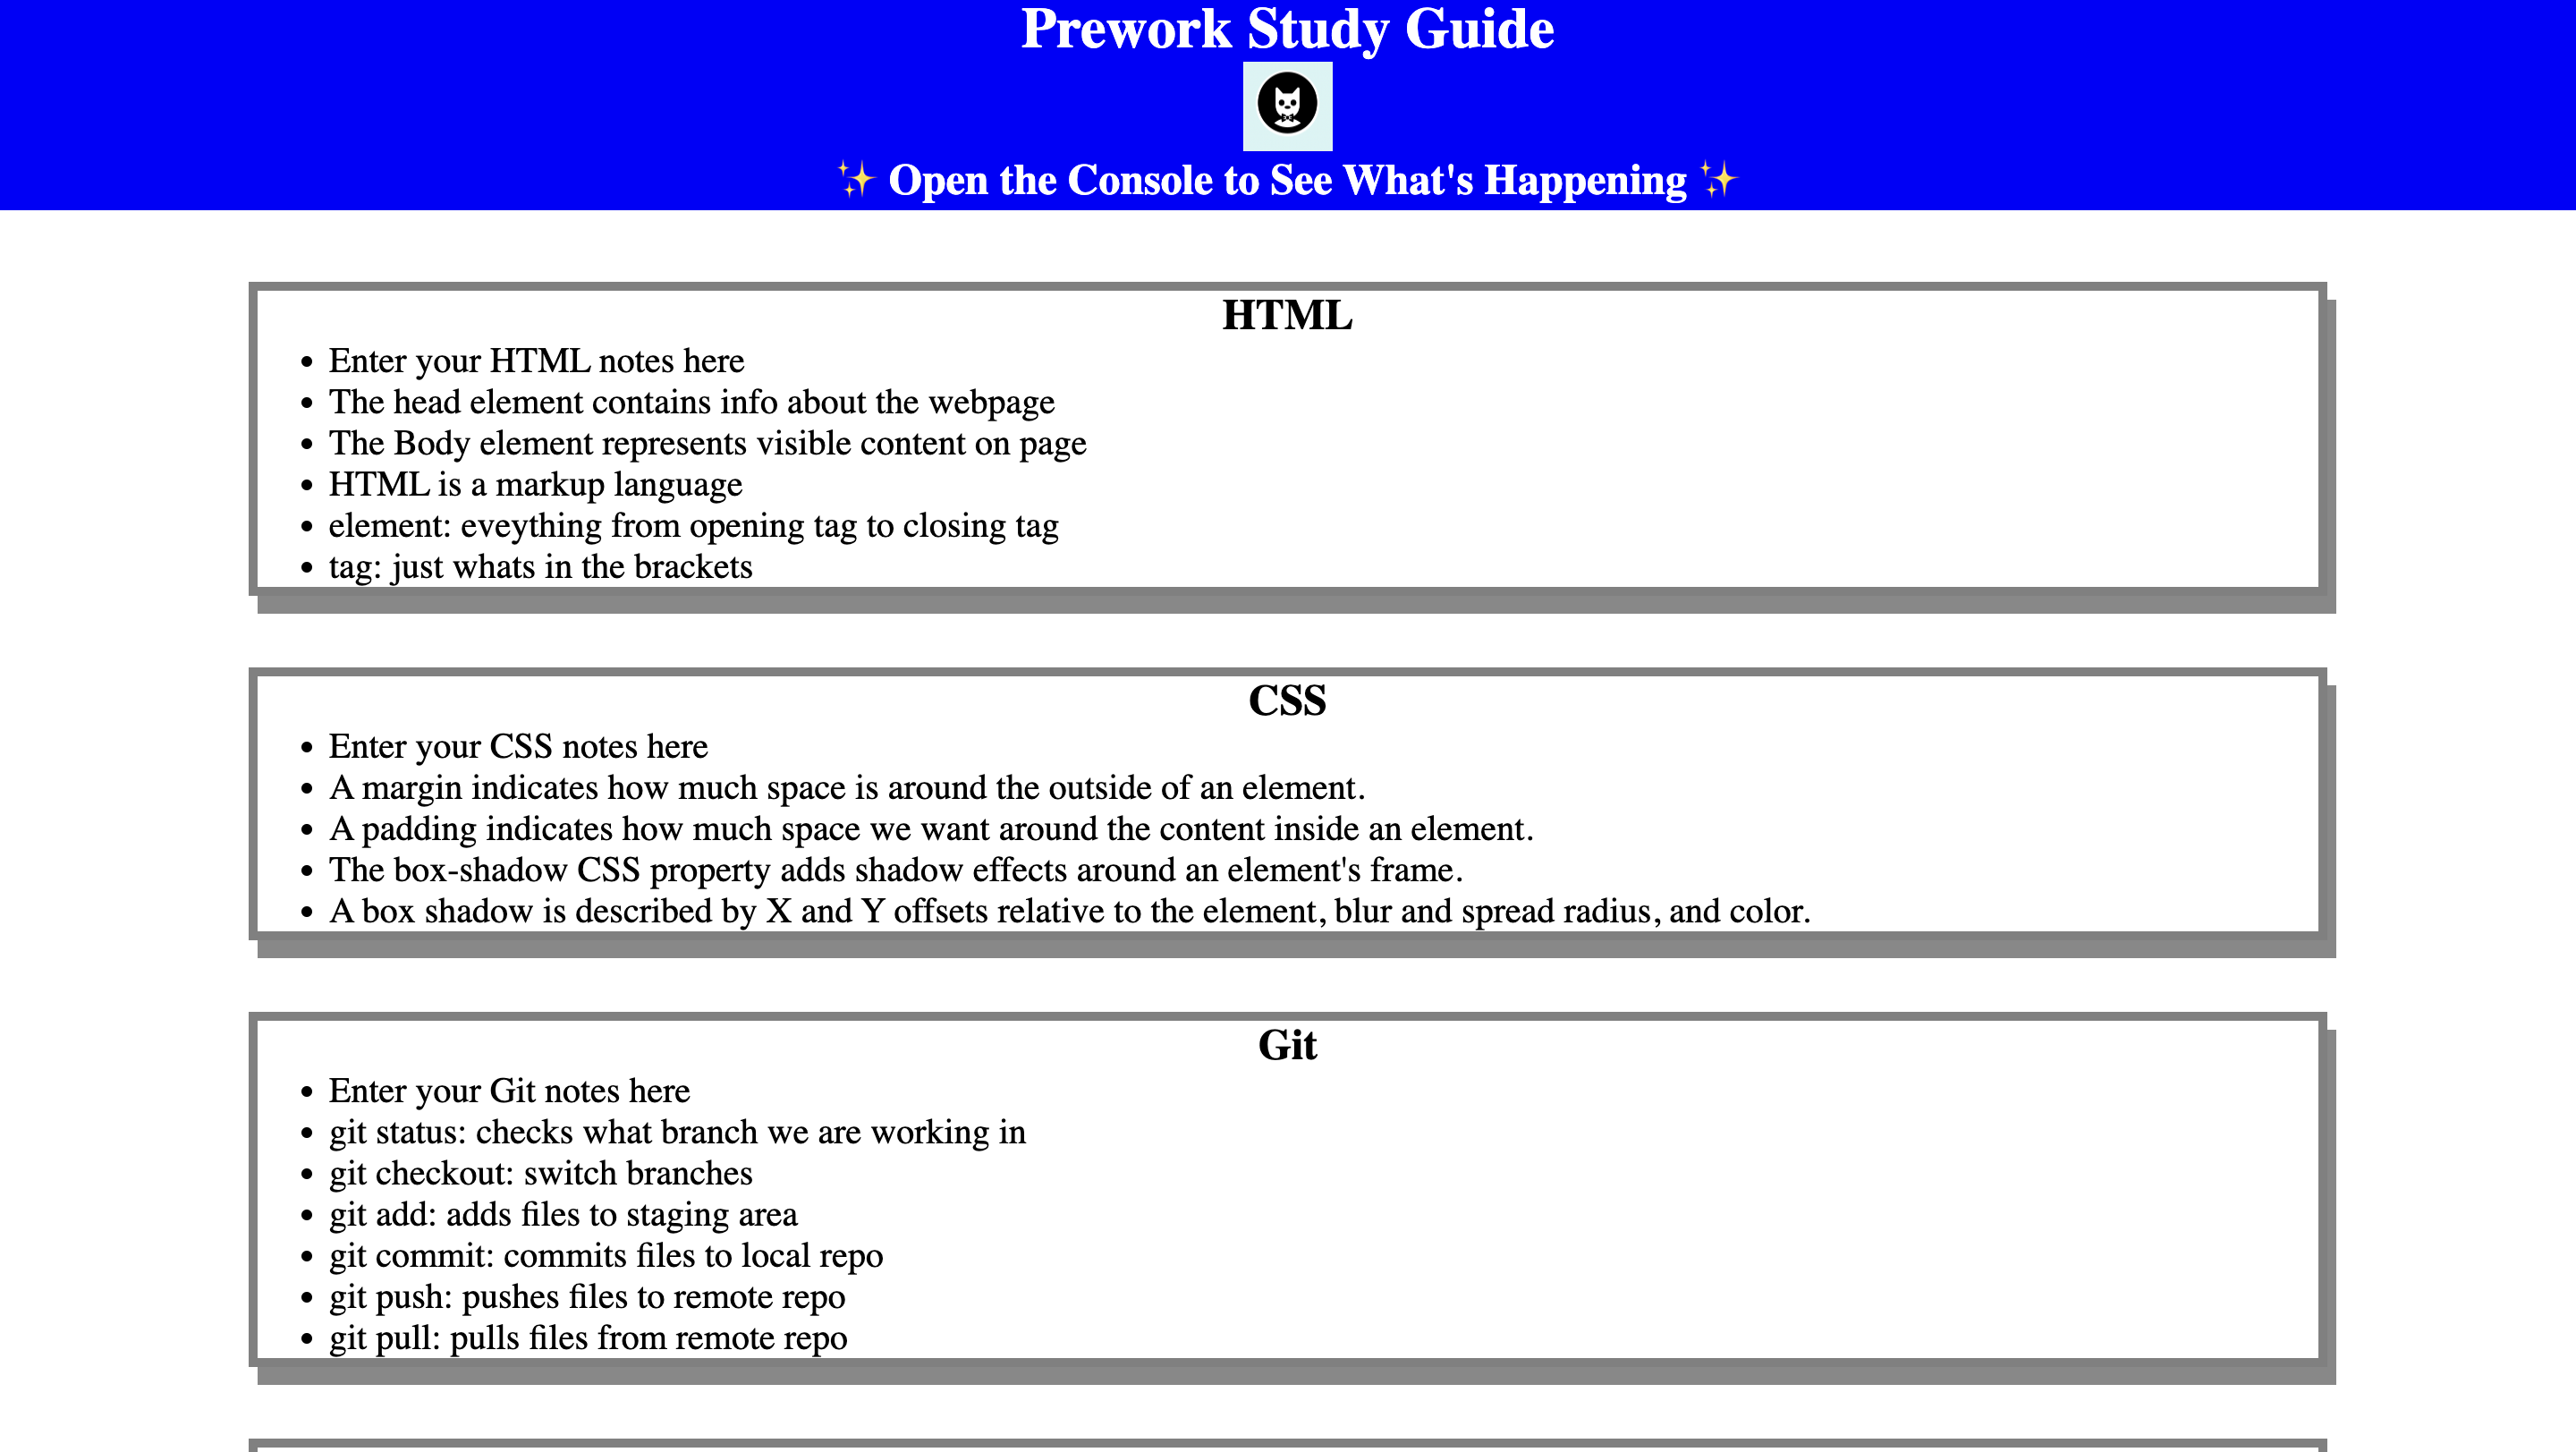 Prework Study Guide
✨ Open the Console to See What's Happening ✨
HTML
• Enter your HTML notes here
• The head element contains info about the webpage
• The Body element represents visible content on page
• HTML is a markup language
• element: eveything from opening tag to closing tag
• tag: just whats in the brackets
CSS
• Enter your CSS notes here
• A margin indicates how much space is around the outside of an element.
• A padding indicates how much space we want around the content inside an element.
• The box-shadow CSS property adds shadow effects around an element's frame.
• A box shadow is described by X and Y offsets relative to the element, blur and spread radius, and color.
Git
• Enter your Git notes here
• git status: checks what branch we are working in
• git checkout: switch branches
• git add: adds files to staging area
• git commit: commits files to local repo
• git push: pushes files to remote repo
• git pull: pulls files from remote repo